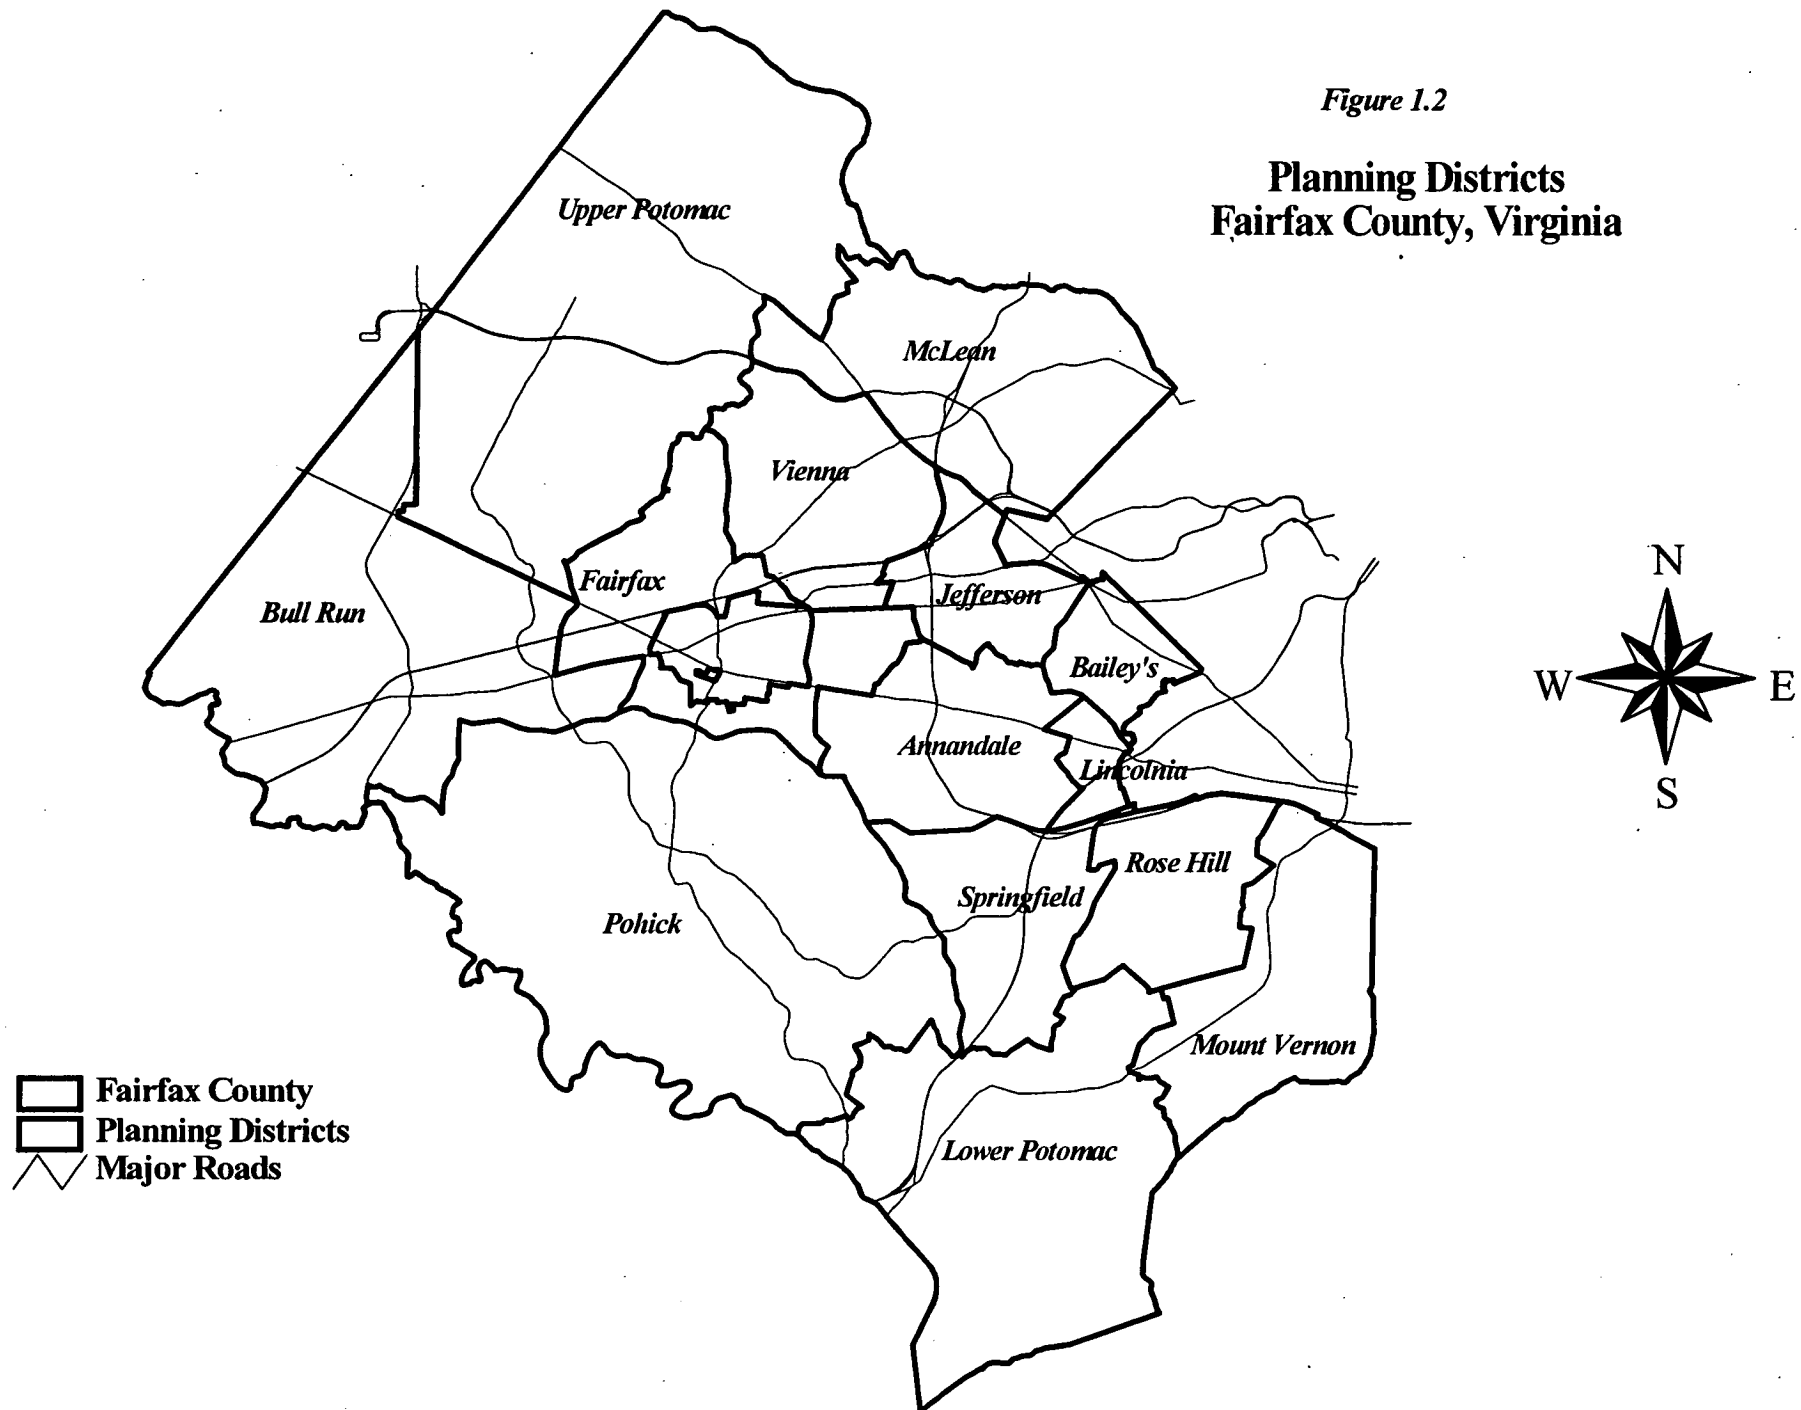 Figure 1.2
Planning Districts
Fairfax County, Virginia
Upper Potomac
McLean
Vienna
Fairfax
Jefferson
Bull Run
Bailey's
Annandale
Lincolnia
Rose Hill
Springfield
Pohick
Mount Vernon
Lower Potomac
N
W
E
S
Fairfax County
Planning Districts
Major Roads